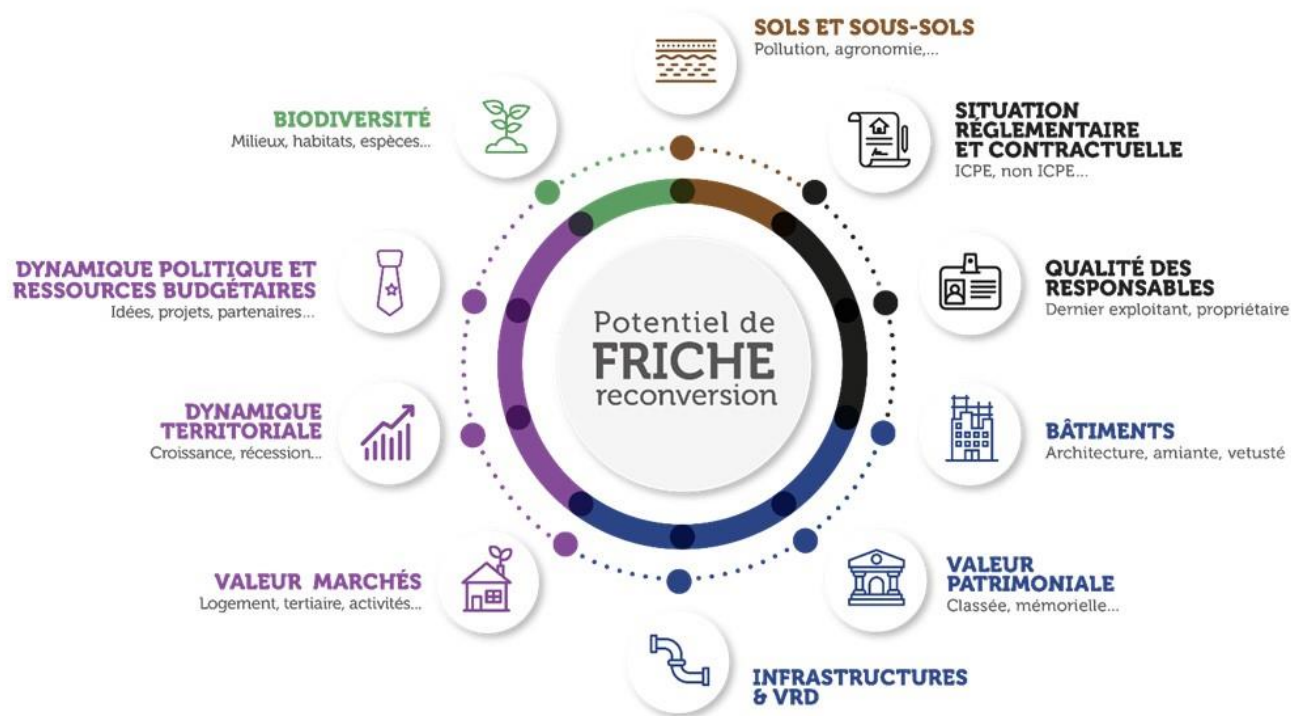 SOLS ET SOUS-SOLS
Pollution, agronomie,...
SITUATION
RÉGLEMENTAIRE
ET CONTRACTUELLE
ICPE, non ICPE...
QUALITÉ DES
RESPONSABLES
Dernier exploitant, propriétaire
BÂTIMENTS
Architecture, amiante, vetusté
VALEUR
PATRIMONIALE
Classée, mémorielle...
INFRASTRUCTURES
& VRD
VALEUR MARCHÉS
Logement, tertiaire, activités...
DYNAMIQUE
TERRITORIALE
Croissance, récession...
DYNAMIQUE POLITIQUE ET
RESSOURCES BUDGÉTAIRES
Idées, projets, partenaires...
BIODIVERSITÉ
Milieux, habitats, espèces...
Potentiel de
FRICHE
reconversion